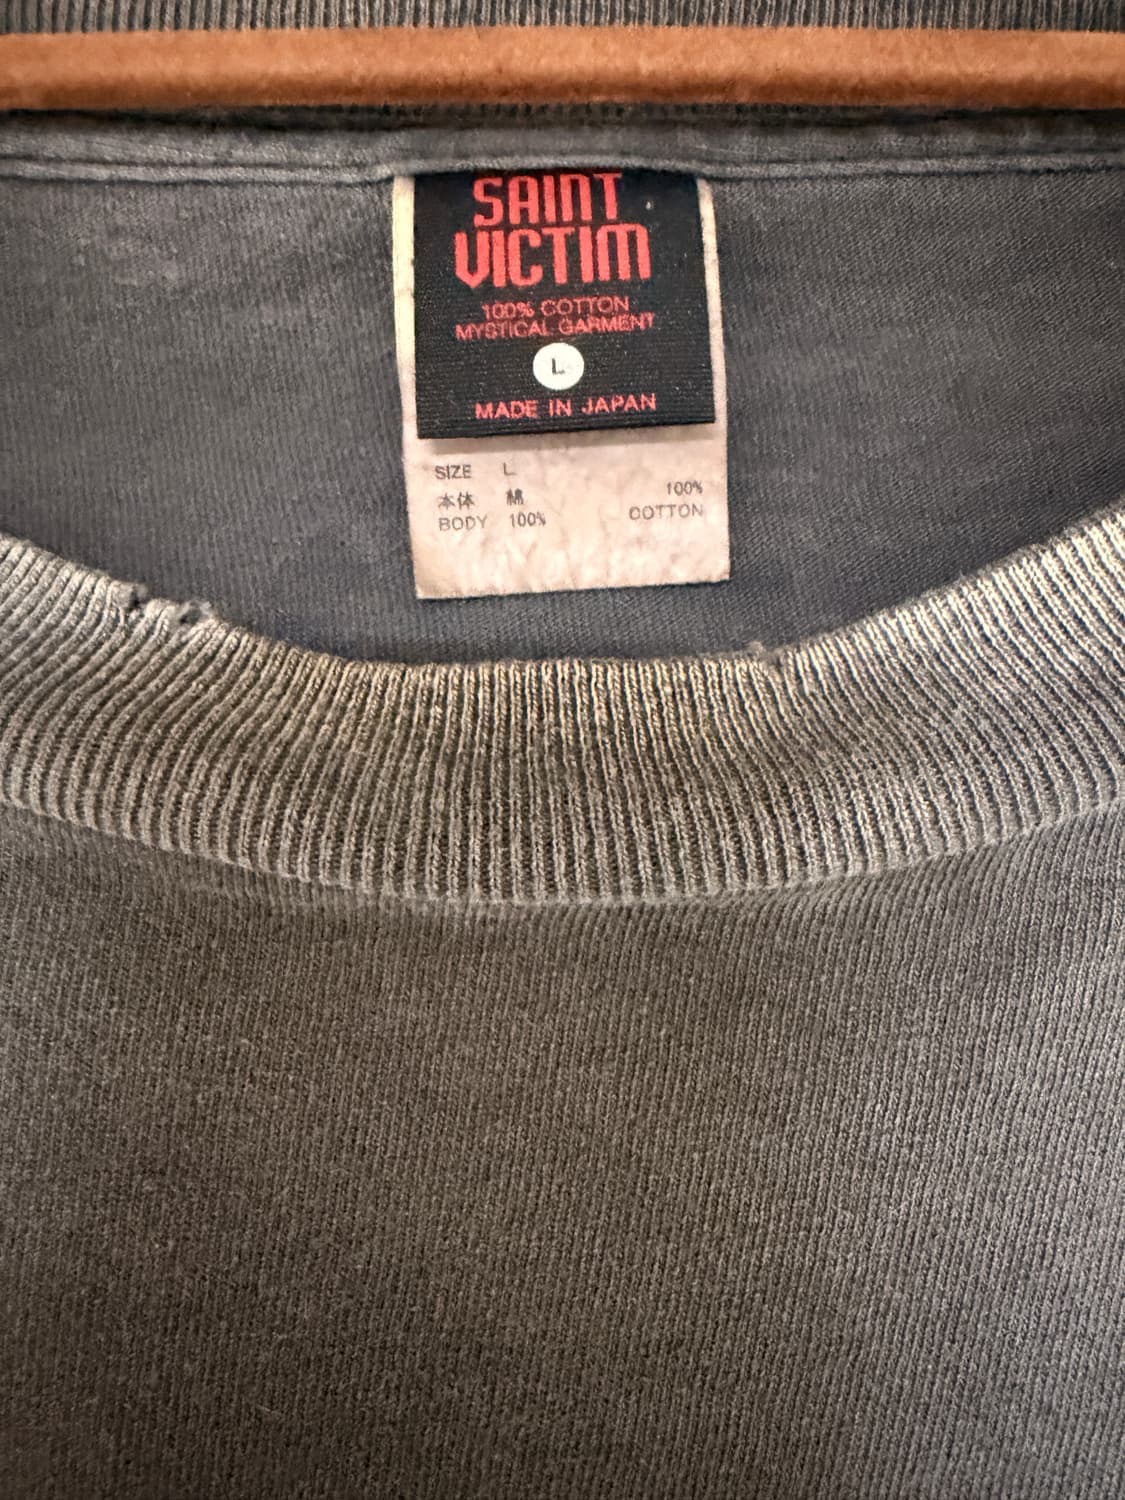 SAINT
VICTIM
100% COTTON
MYSTICAL GARMENT
L
MADE IN JAPAN
SIZE L
本体 綿 100%
BODY 100% COTTON